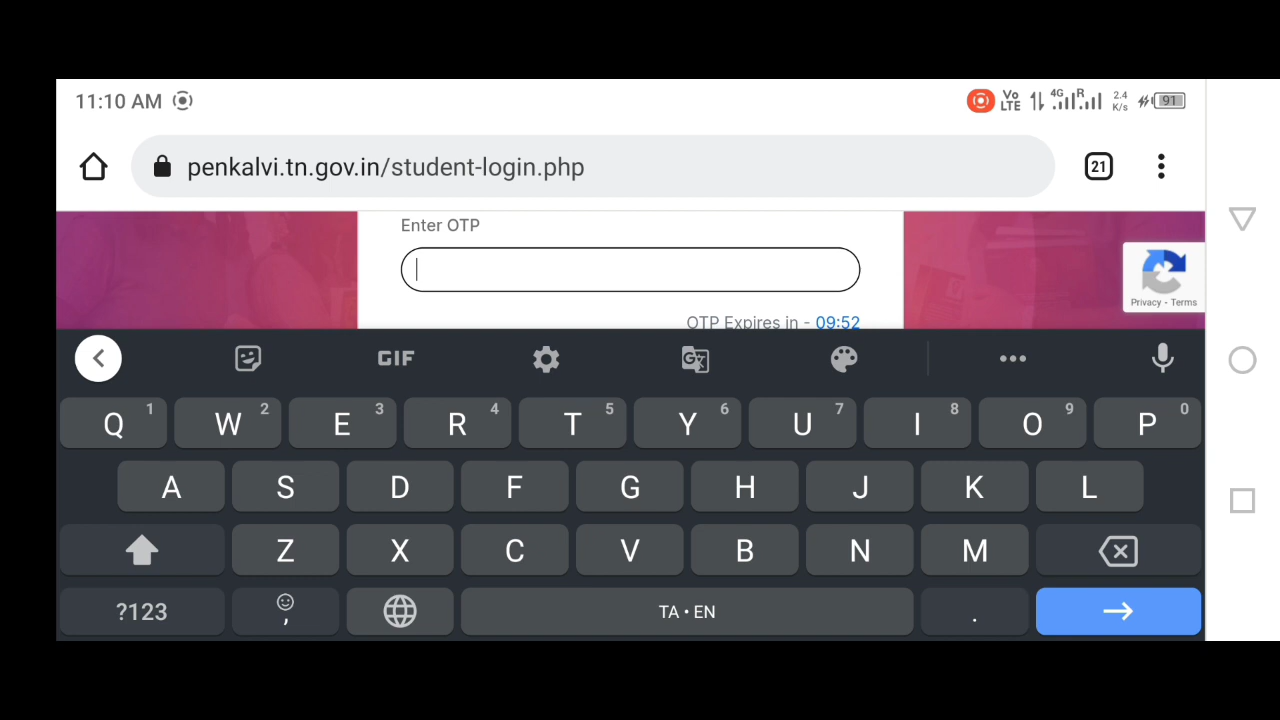 11:10 AM
Vo LTE 4G R 2.4 K/s 91
penkalvi.tn.gov.in/student-login.php
21
Enter OTP
Privacy - Terms
OTP Expires in - 09:52
GIF
Q 1 W 2 E 3 R 4 T 5 Y 6 U 7 I 8 O 9 P 0
A S D F G H J K L
Z X C V B N M
?123 , TA • EN .